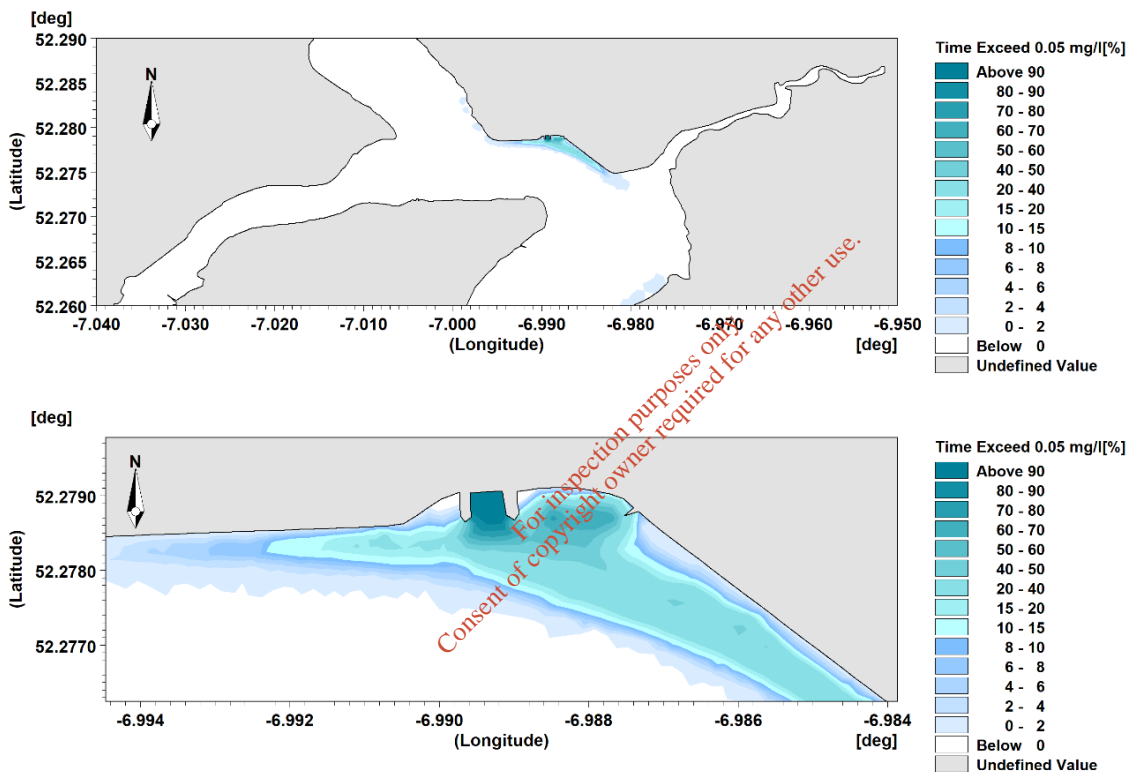 [deg]
52.290
52.285
52.280
52.275
52.270
52.265
52.260
(Latitude)
N
-7.040 -7.030 -7.020 -7.010 -7.000 -6.990 -6.980 -6.970 -6.960 -6.950
(Longitude) [deg]
Time Exceed 0.05 mg/l[%]
Above 90
80 - 90
70 - 80
60 - 70
50 - 60
40 - 50
20 - 40
15 - 20
10 - 15
8 - 10
6 - 8
4 - 6
2 - 4
0 - 2
Below 0
Undefined Value
For inspection purposes only.
Consent of copyright owner required for any other use.
[deg]
52.2790
52.2780
52.2770
(Latitude)
N
-6.994 -6.992 -6.990 -6.988 -6.986 -6.984
(Longitude) [deg]
Time Exceed 0.05 mg/l[%]
Above 90
80 - 90
70 - 80
60 - 70
50 - 60
40 - 50
20 - 40
15 - 20
10 - 15
8 - 10
6 - 8
4 - 6
2 - 4
0 - 2
Below 0
Undefined Value